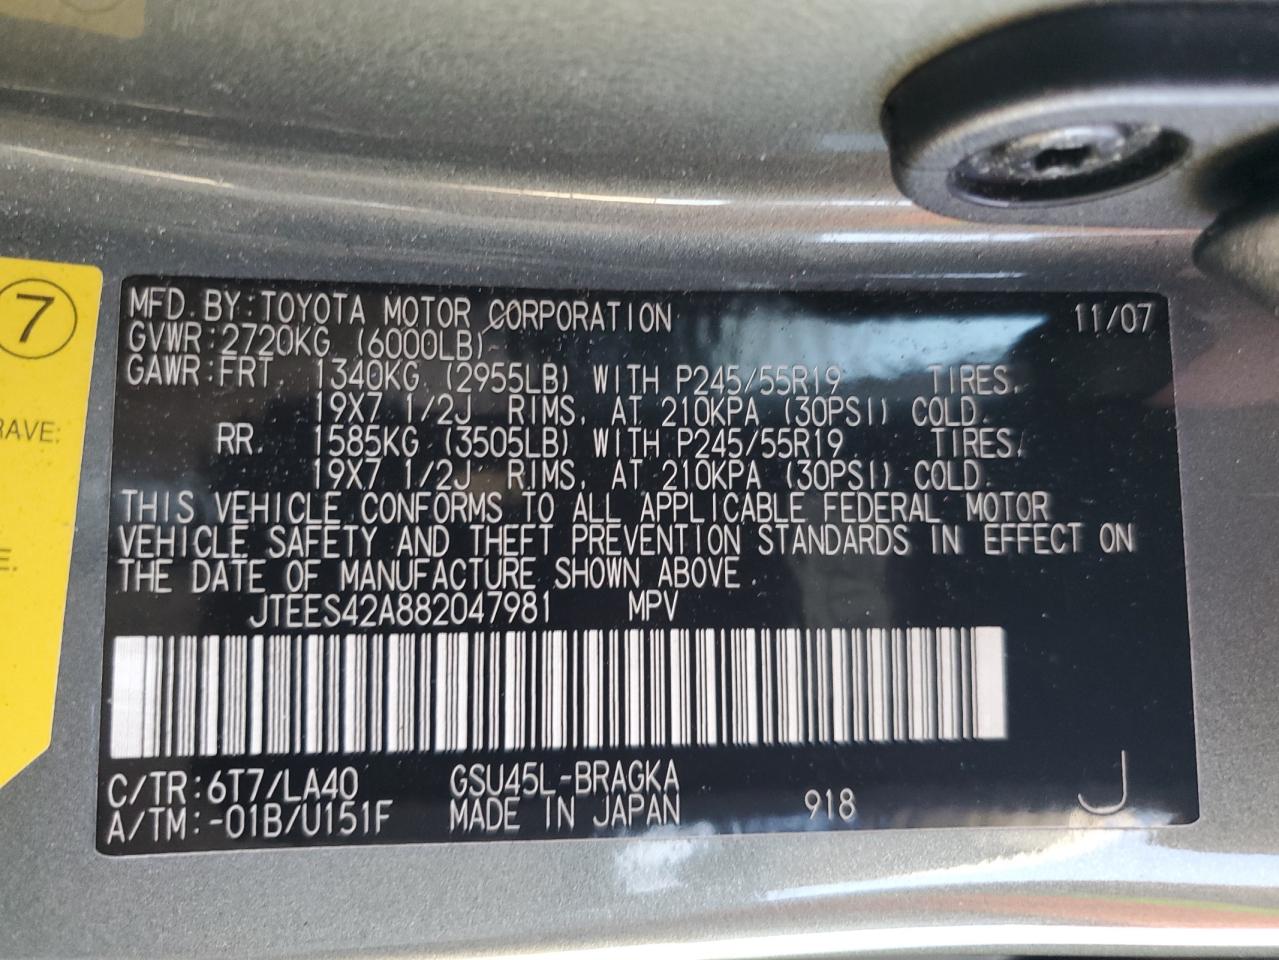 7
MFD. BY: TOYOTA MOTOR CORPORATION 11/07
GVWR: 2720KG (6000LB)
GAWR: FRT. 1340KG (2955LB) WITH P245/55R19 TIRES,
19X7 1/2J RIMS, AT 210KPA (30PSI) COLD.
RR. 1585KG (3505LB) WITH P245/55R19 TIRES,
19X7 1/2J RIMS, AT 210KPA (30PSI) COLD.
THIS VEHICLE CONFORMS TO ALL APPLICABLE FEDERAL MOTOR
VEHICLE SAFETY AND THEFT PREVENTION STANDARDS IN EFFECT ON
THE DATE OF MANUFACTURE SHOWN ABOVE.
JTEES42A882047981 MPV
C/TR: 6T7/LA40 GSU45L-BRAGKA
A/TM: -01B/U151F MADE IN JAPAN 918 J